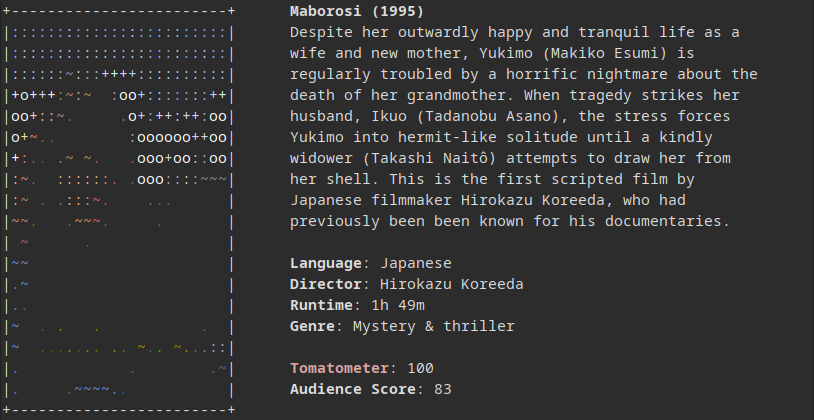 Maborosi (1995)
Despite her outwardly happy and tranquil life as a
wife and new mother, Yukimo (Makiko Esumi) is
regularly troubled by a horrific nightmare about the
death of her grandmother. When tragedy strikes her
husband, Ikuo (Tadanobu Asano), the stress forces
Yukimo into hermit-like solitude until a kindly
widower (Takashi Naitô) attempts to draw her from
her shell. This is the first scripted film by
Japanese filmmaker Hirokazu Koreeda, who had
previously been been known for his documentaries.
Language: Japanese
Director: Hirokazu Koreeda
Runtime: 1h 49m
Genre: Mystery & thriller
Tomatometer: 100
Audience Score: 83